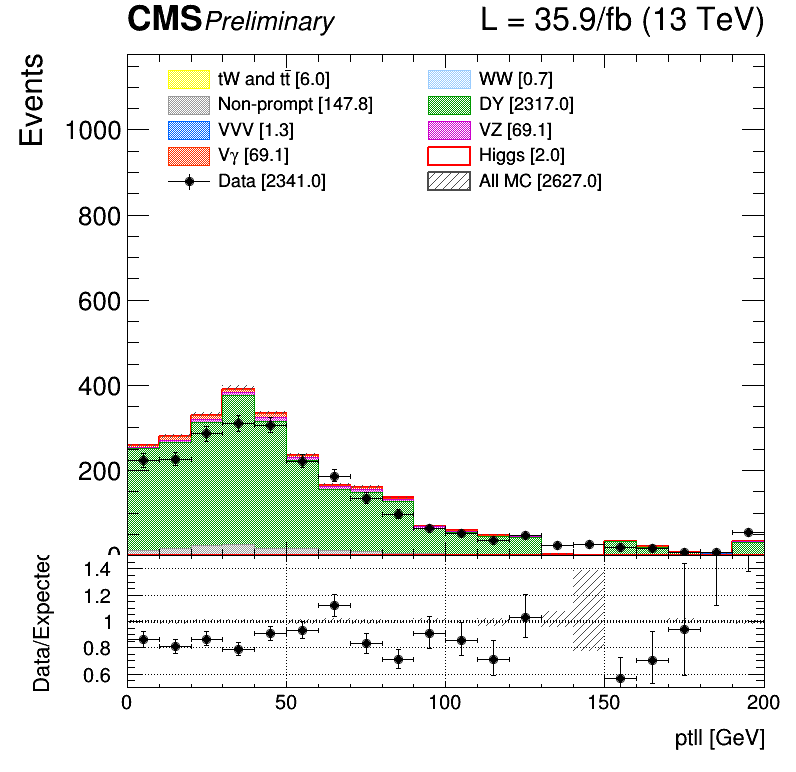 CMS Preliminary L = 35.9/fb (13 TeV)
Events
tW and tt̄ [6.0] WW [0.7]
Non-prompt [147.8] DY [2317.0]
VVV [1.3] VZ [69.1]
Vγ [69.1] Higgs [2.0]
Data [2341.0] All MC [2627.0]
1000
800
600
400
200
0
Data/Expected
1.4
1.2
1
0.8
0.6
0 50 100 150 200
ptll [GeV]